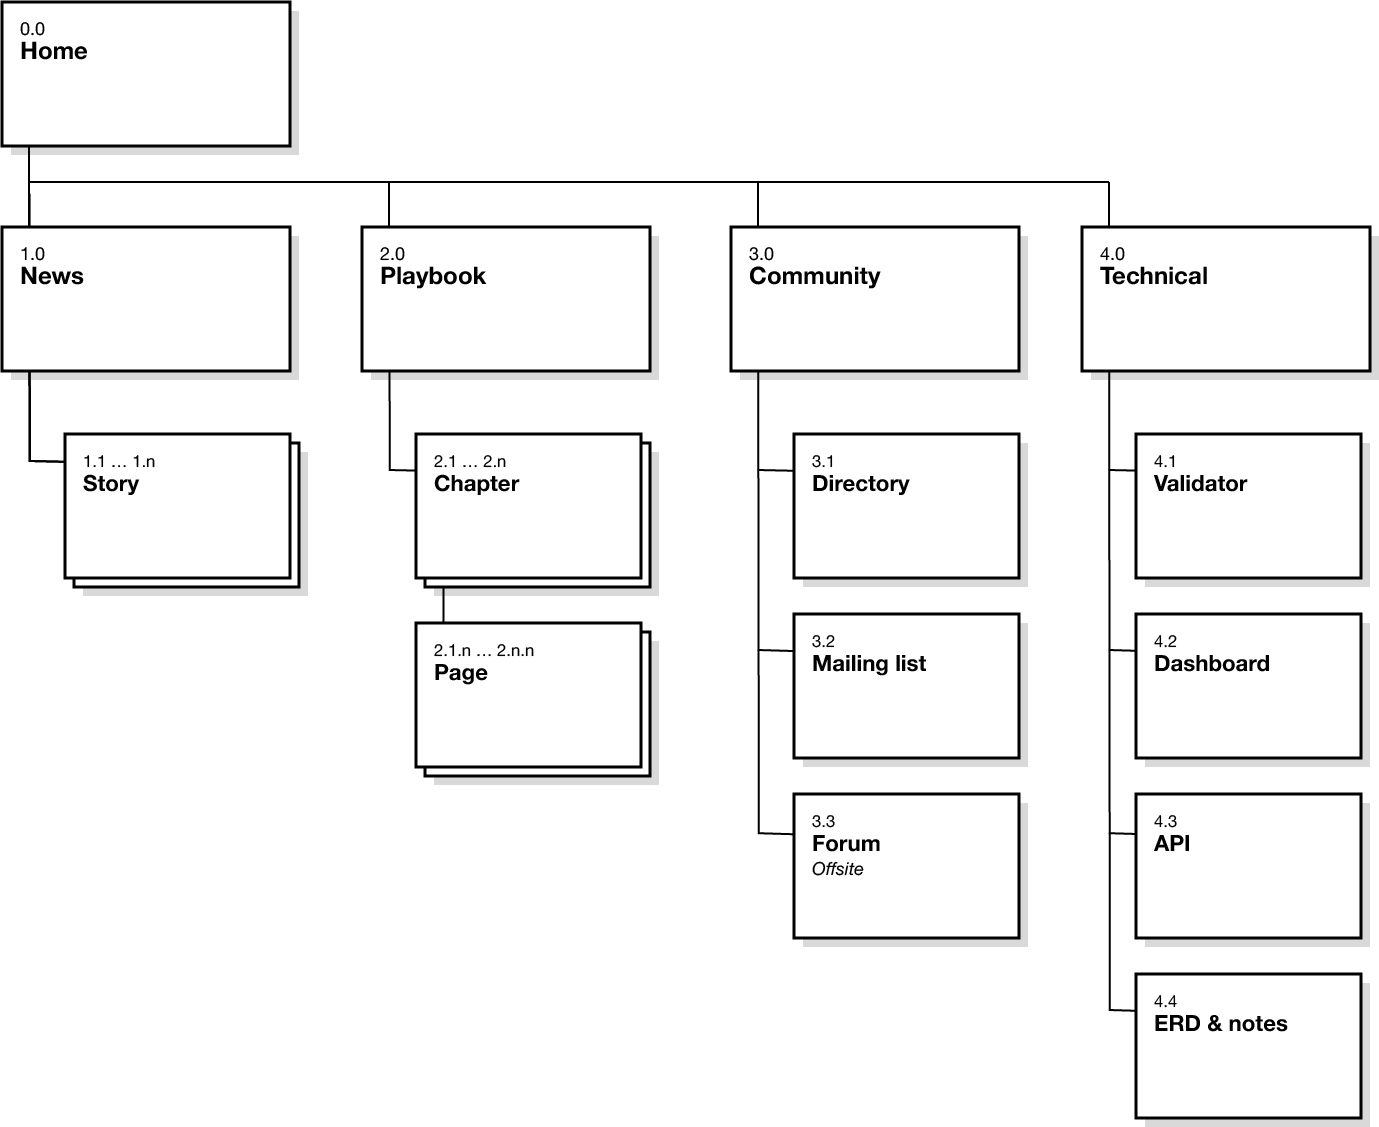 0.0
Home
1.0
News
2.0
Playbook
3.0
Community
4.0
Technical
1.1 … 1.n
Story
2.1 … 2.n
Chapter
2.1.n … 2.n.n
Page
3.1
Directory
3.2
Mailing list
3.3
Forum
Offsite
4.1
Validator
4.2
Dashboard
4.3
API
4.4
ERD & notes